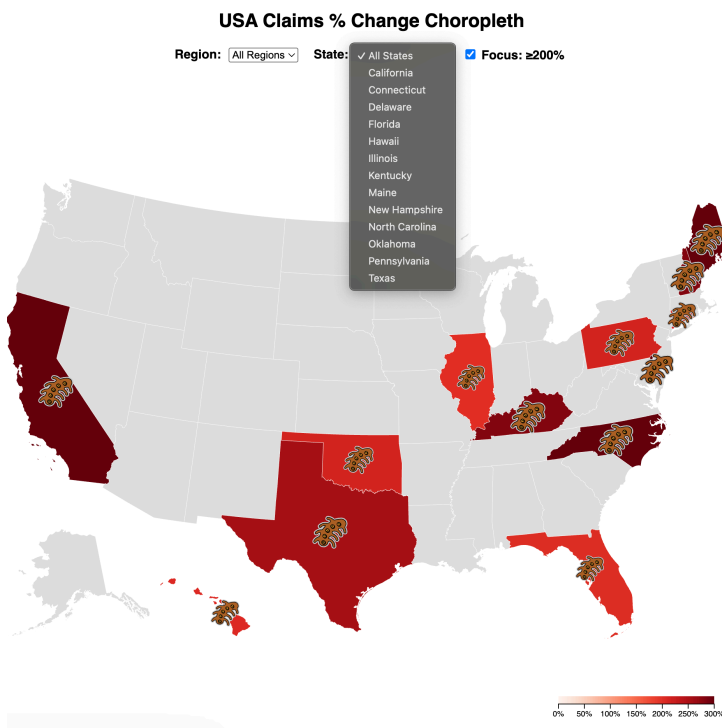 USA Claims % Change Choropleth
Region: All Regions State: ✓ All States Focus: ≥200%
California
Connecticut
Delaware
Florida
Hawaii
Illinois
Kentucky
Maine
New Hampshire
North Carolina
Oklahoma
Pennsylvania
Texas
0% 50% 100% 150% 200% 250% 300%